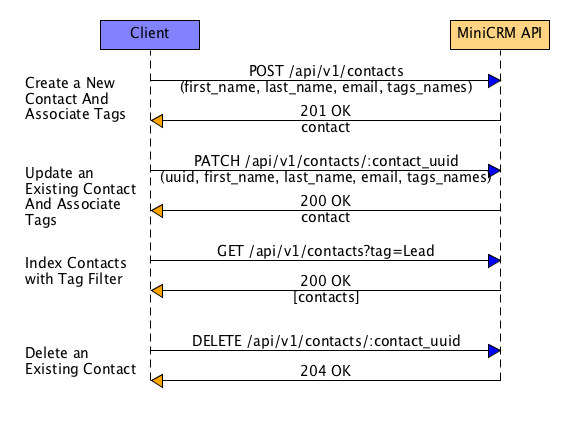 Client
MiniCRM API
Create a New
Contact And
Associate Tags
POST /api/v1/contacts
(first_name, last_name, email, tags_names)
201 OK
contact
Update an
Existing Contact
And Associate
Tags
PATCH /api/v1/contacts/:contact_uuid
(uuid, first_name, last_name, email, tags_names)
200 OK
contact
Index Contacts
with Tag Filter
GET /api/v1/contacts?tag=Lead
200 OK
[contacts]
Delete an
Existing Contact
DELETE /api/v1/contacts/:contact_uuid
204 OK